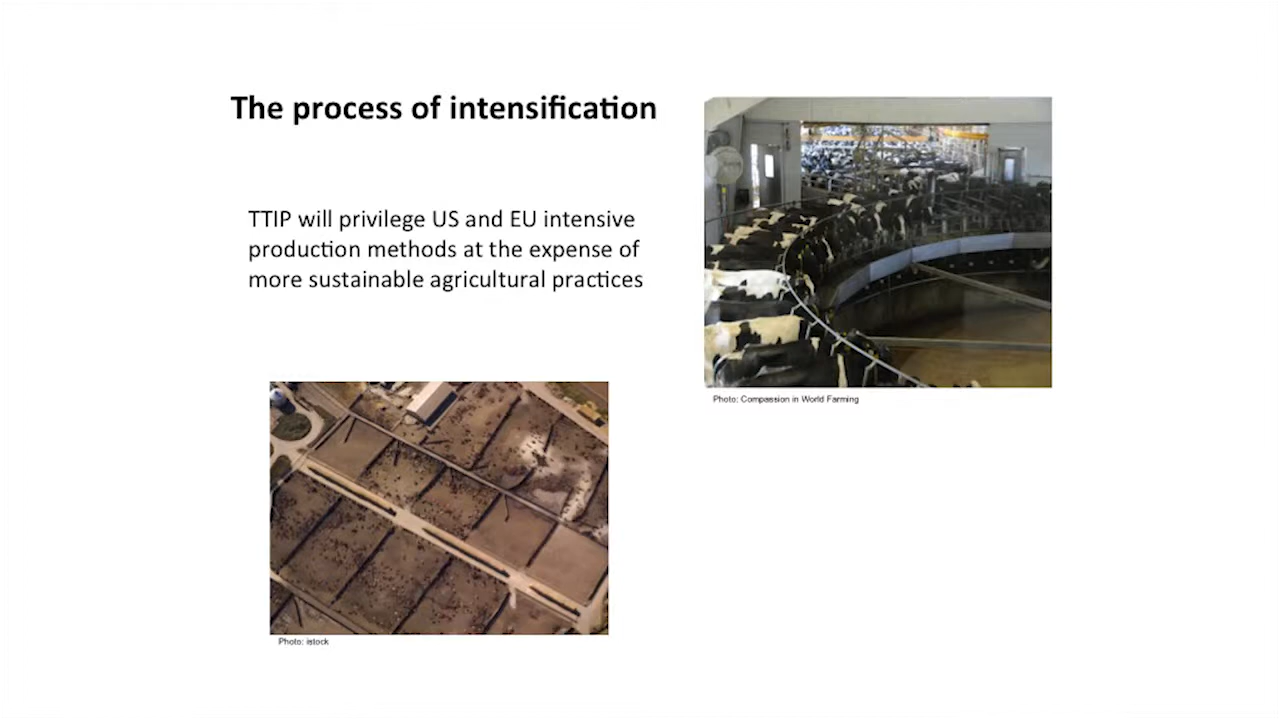 The process of intensification
TTIP will privilege US and EU intensive
production methods at the expense of
more sustainable agricultural practices
Photo: Compassion in World Farming
Photo: istock